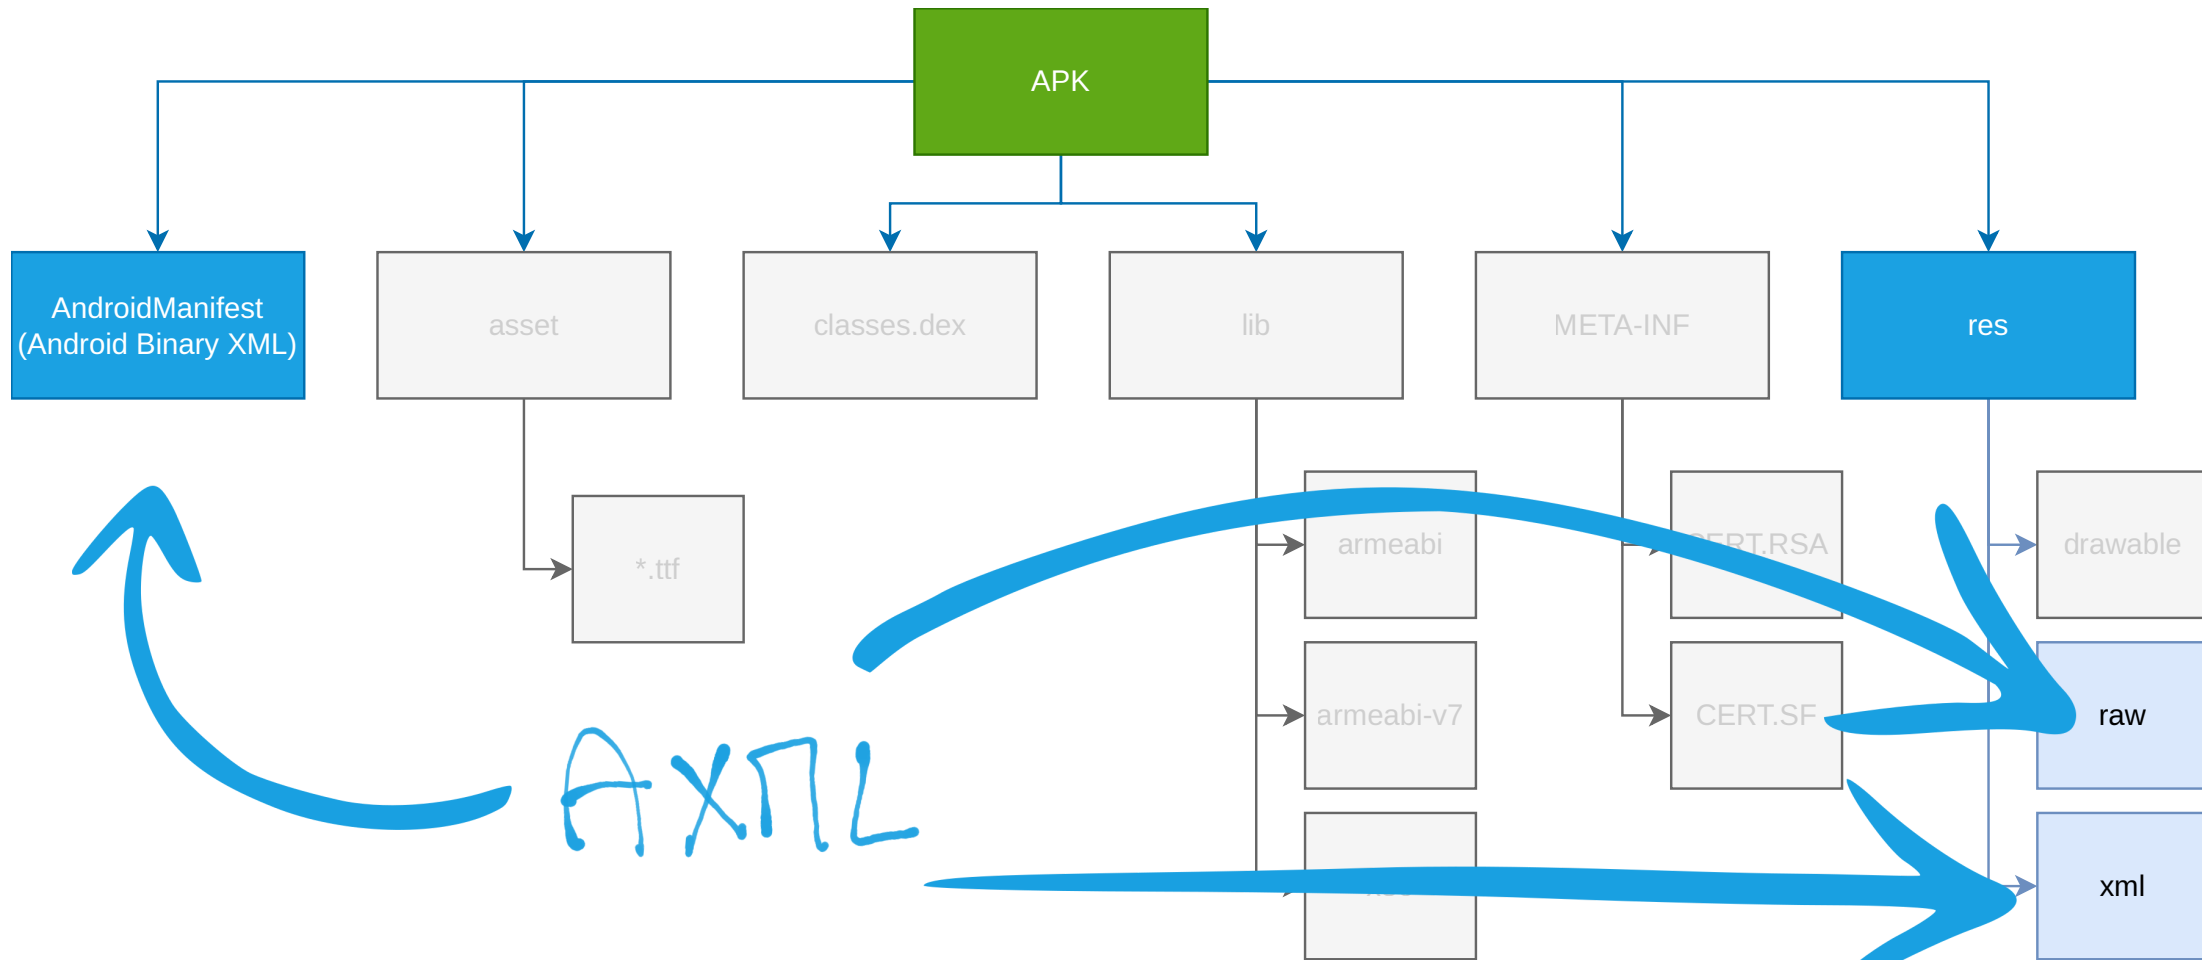 APK
AndroidManifest
(Android Binary XML)
asset
classes.dex
lib
META-INF
res
*.ttf
armeabi
CERT.RSA
drawable
armeabi-v7
CERT.SF
raw
AXML
xml